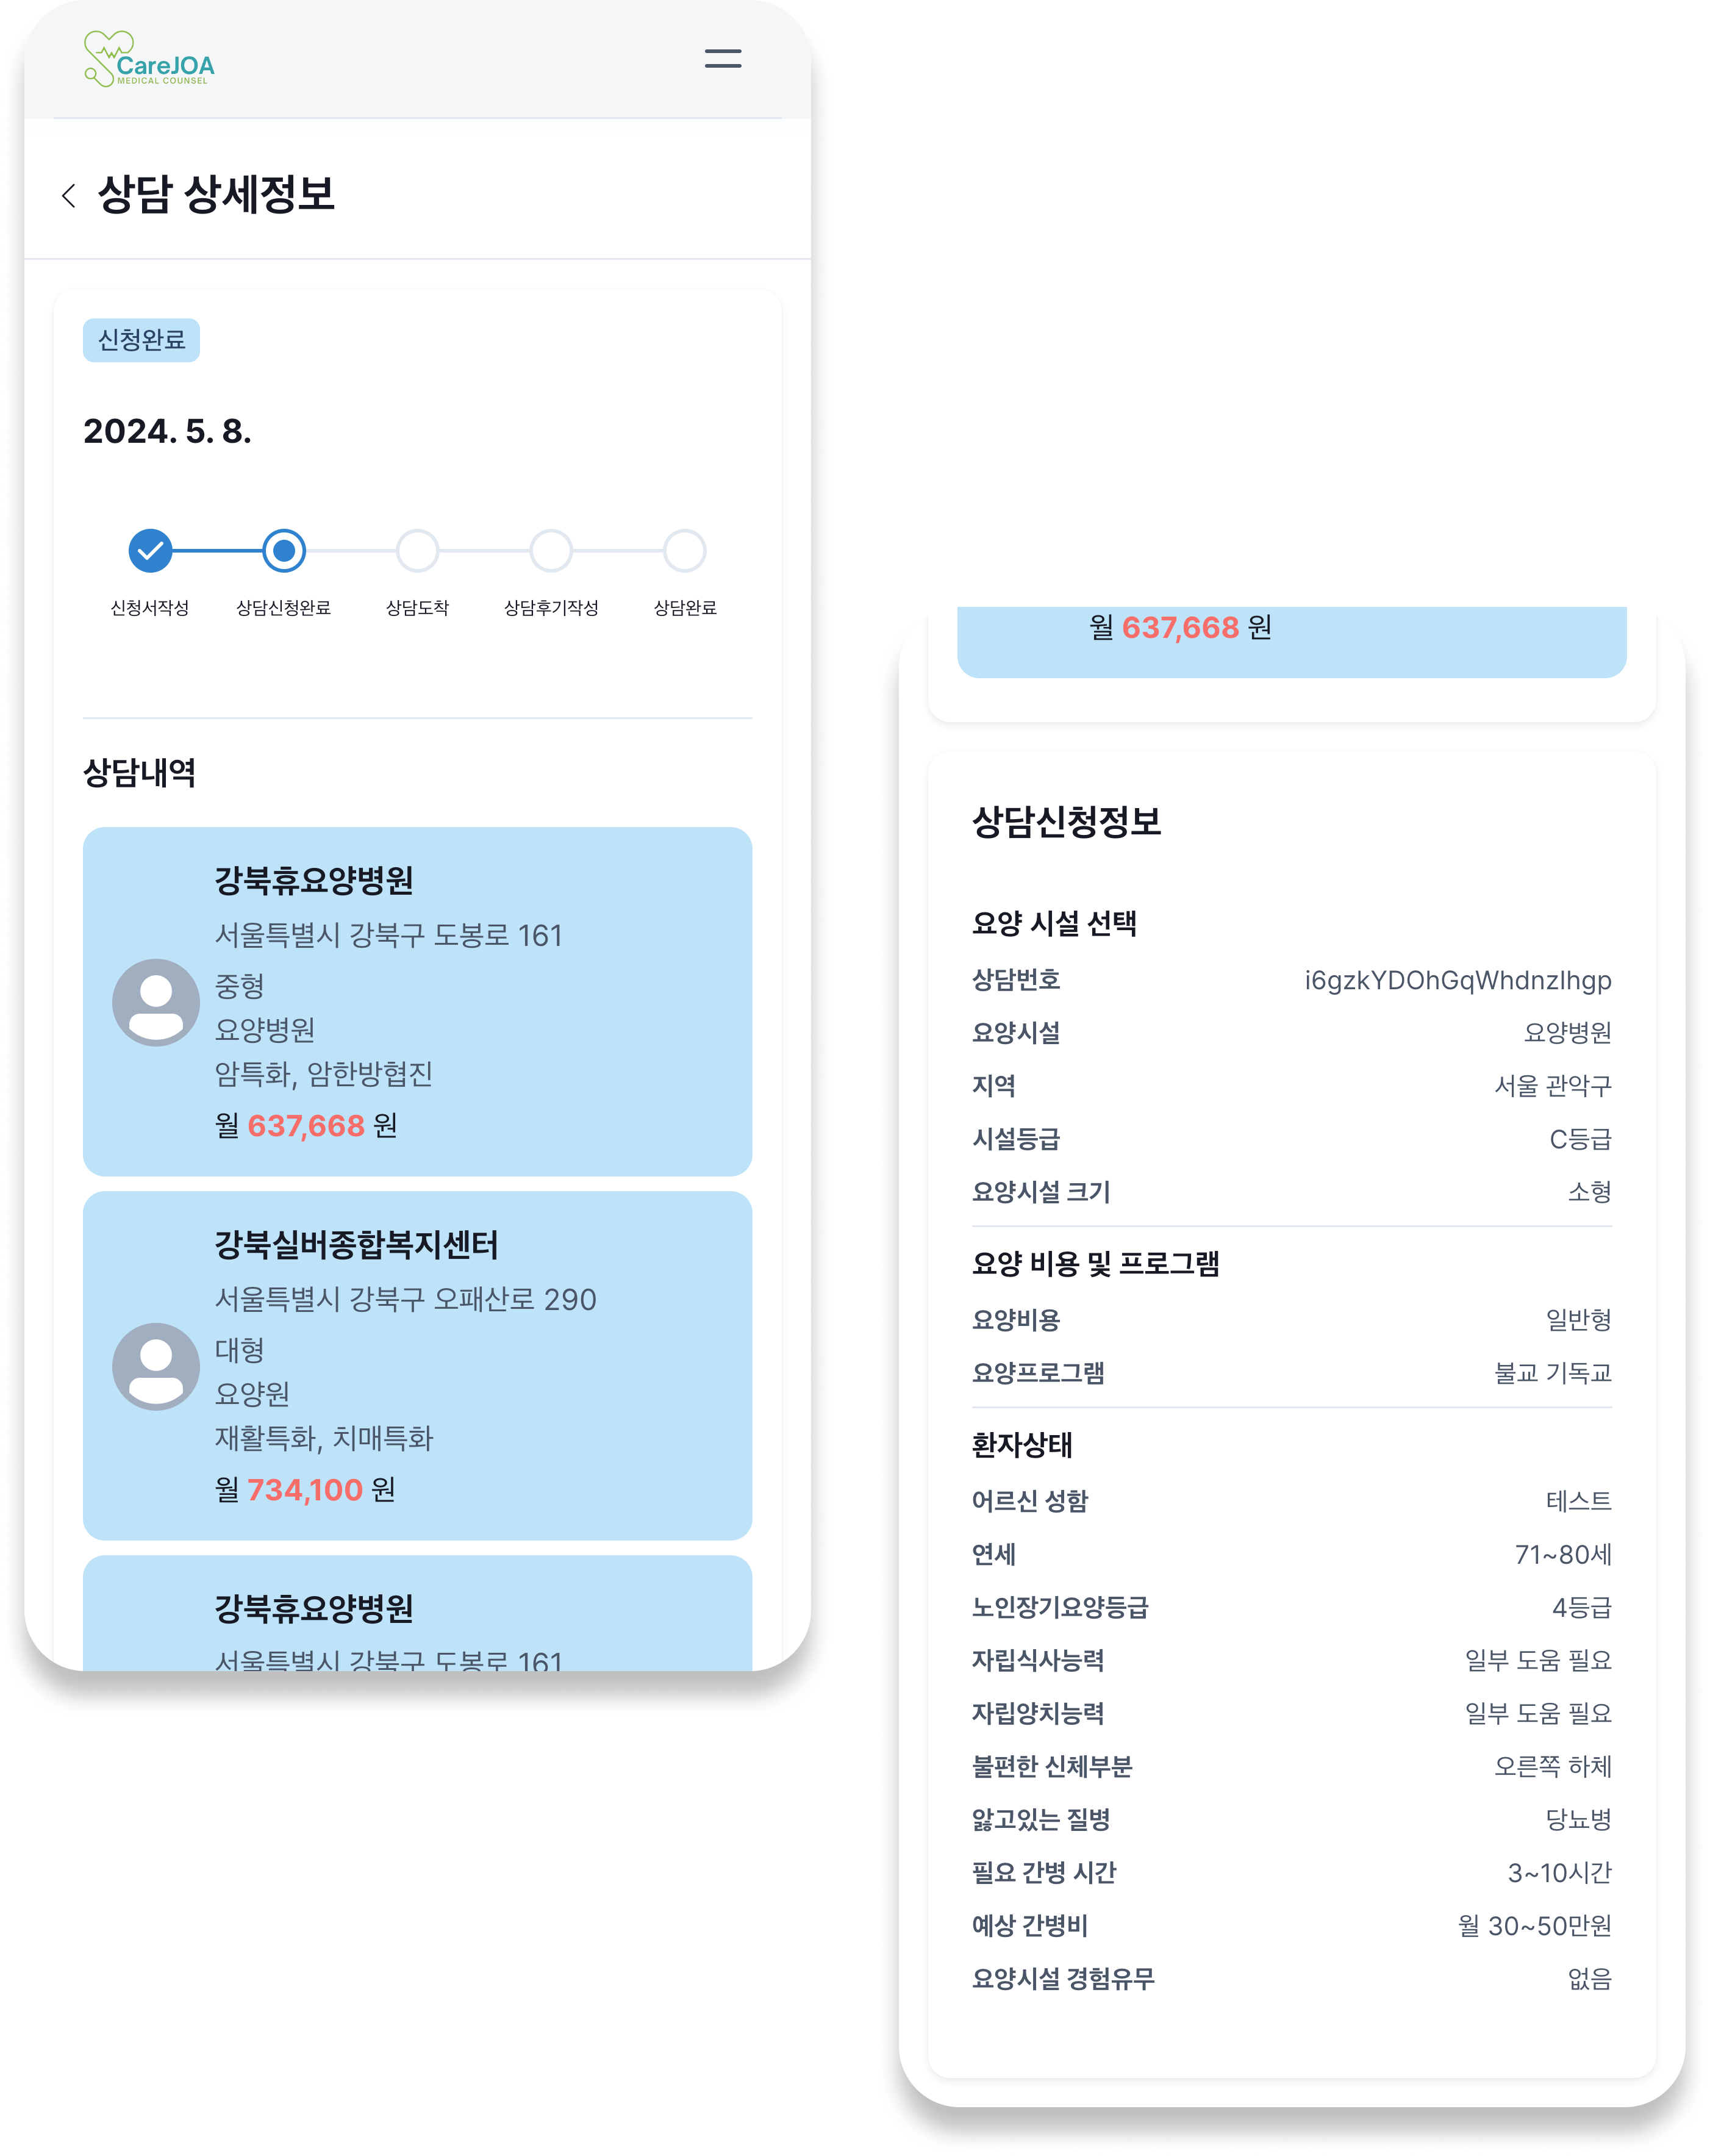 CareJOA
MEDICAL COUNSEL
상담 상세정보
신청완료
2024. 5. 8.
신청서작성 상담신청완료 상담도착 상담후기작성 상담완료
상담내역
강북휴요양병원
서울특별시 강북구 도봉로 161
중형
요양병원
암특화, 암한방협진
월 637,668 원
강북실버종합복지센터
서울특별시 강북구 오패산로 290
대형
요양원
재활특화, 치매특화
월 734,100 원
강북휴요양병원
서울특별시 강북구 도봉로 161
월 637,668 원
상담신청정보
요양 시설 선택
상담번호 i6gzkYDOhGqWhdnzlhgp
요양시설 요양병원
지역 서울 관악구
시설등급 C등급
요양시설 크기 소형
요양 비용 및 프로그램
요양비용 일반형
요양프로그램 불교 기독교
환자상태
어르신 성함 테스트
연세 71~80세
노인장기요양등급 4등급
자립식사능력 일부 도움 필요
자립양치능력 일부 도움 필요
불편한 신체부분 오른쪽 하체
앓고있는 질병 당뇨병
필요 간병 시간 3~10시간
예상 간병비 월 30~50만원
요양시설 경험유무 없음